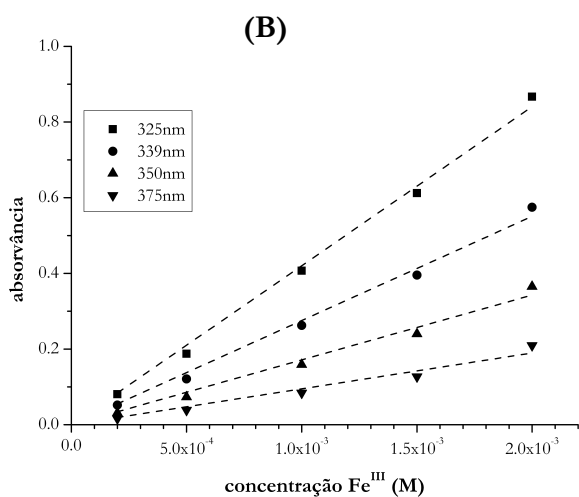 (B)
1.0
0.8
0.6
0.4
0.2
0.0
absorvância
325nm
339nm
350nm
375nm
0.0 5.0x10⁻⁴ 1.0x10⁻³ 1.5x10⁻³ 2.0x10⁻³
concentração Feᴵᴵᴵ (M)